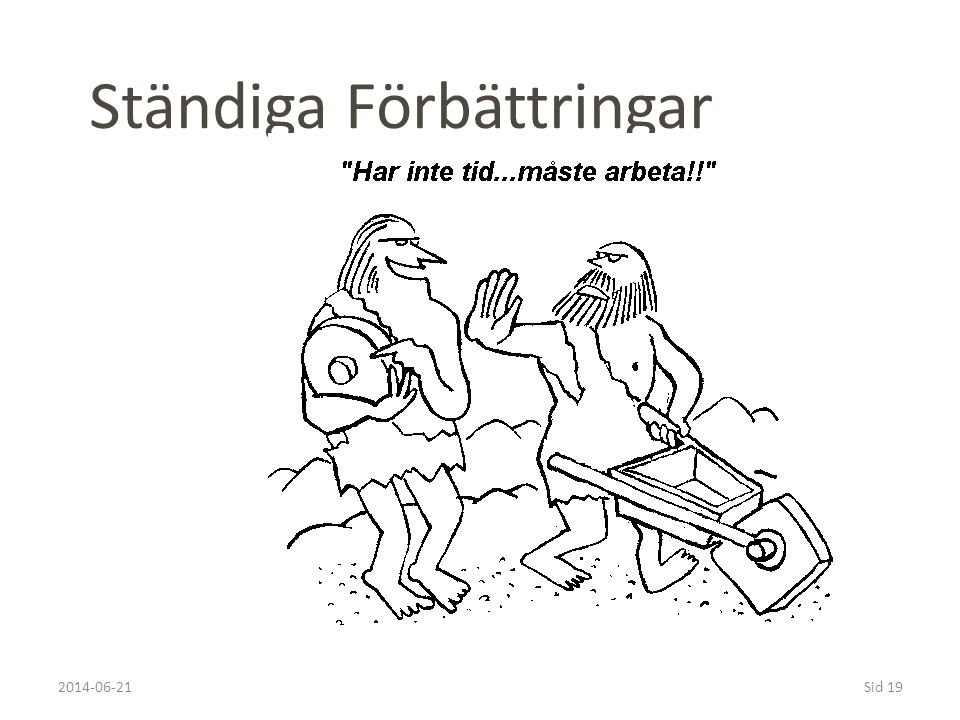 Ständiga Förbättringar
"Har inte tid...måste arbeta!!"
2014-06-21
Sid 19